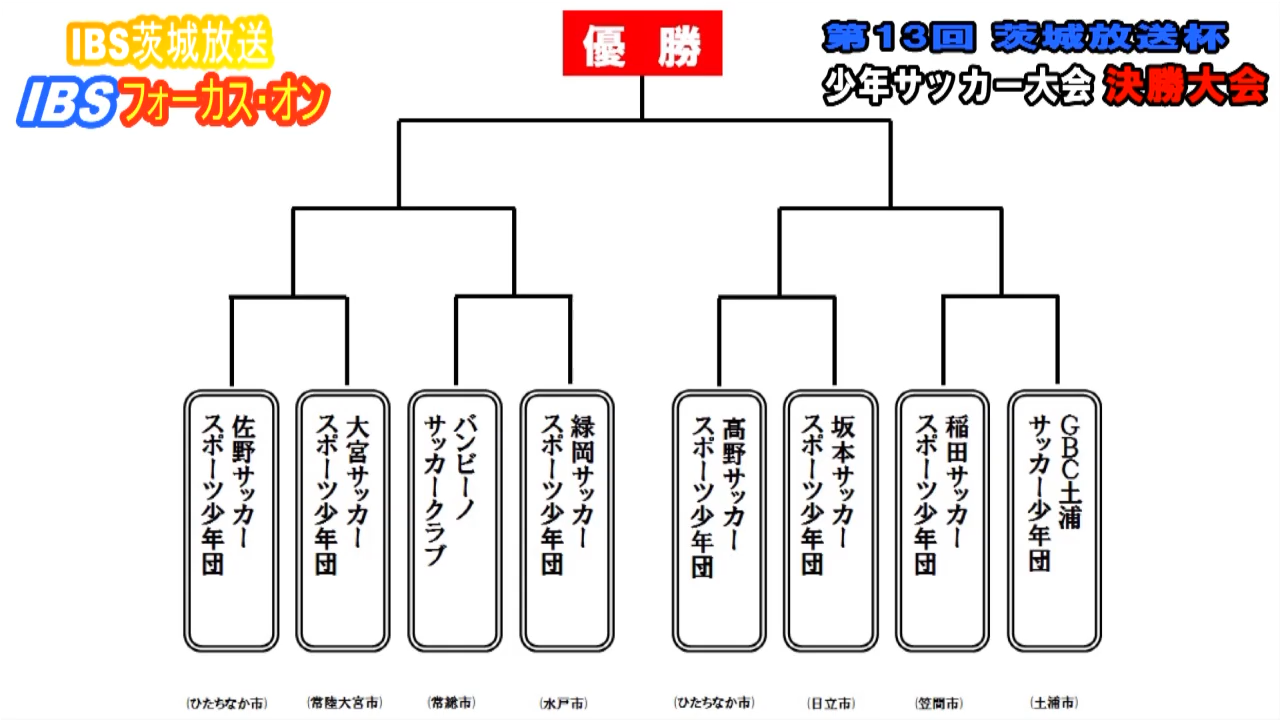 IBS茨城放送
IBSフォーカス・オン
優勝
第13回 茨城放送杯
少年サッカー大会 決勝大会
佐野サッカー
スポーツ少年団
大宮サッカー
スポーツ少年団
バンビーノ
サッカークラブ
緑岡サッカー
スポーツ少年団
髙野サッカー
スポーツ少年団
坂本サッカー
スポーツ少年団
稲田サッカー
スポーツ少年団
GBC土浦
サッカー少年団
(ひたちなか市)
(常陸大宮市)
(常総市)
(水戸市)
(ひたちなか市)
(日立市)
(笠間市)
(土浦市)